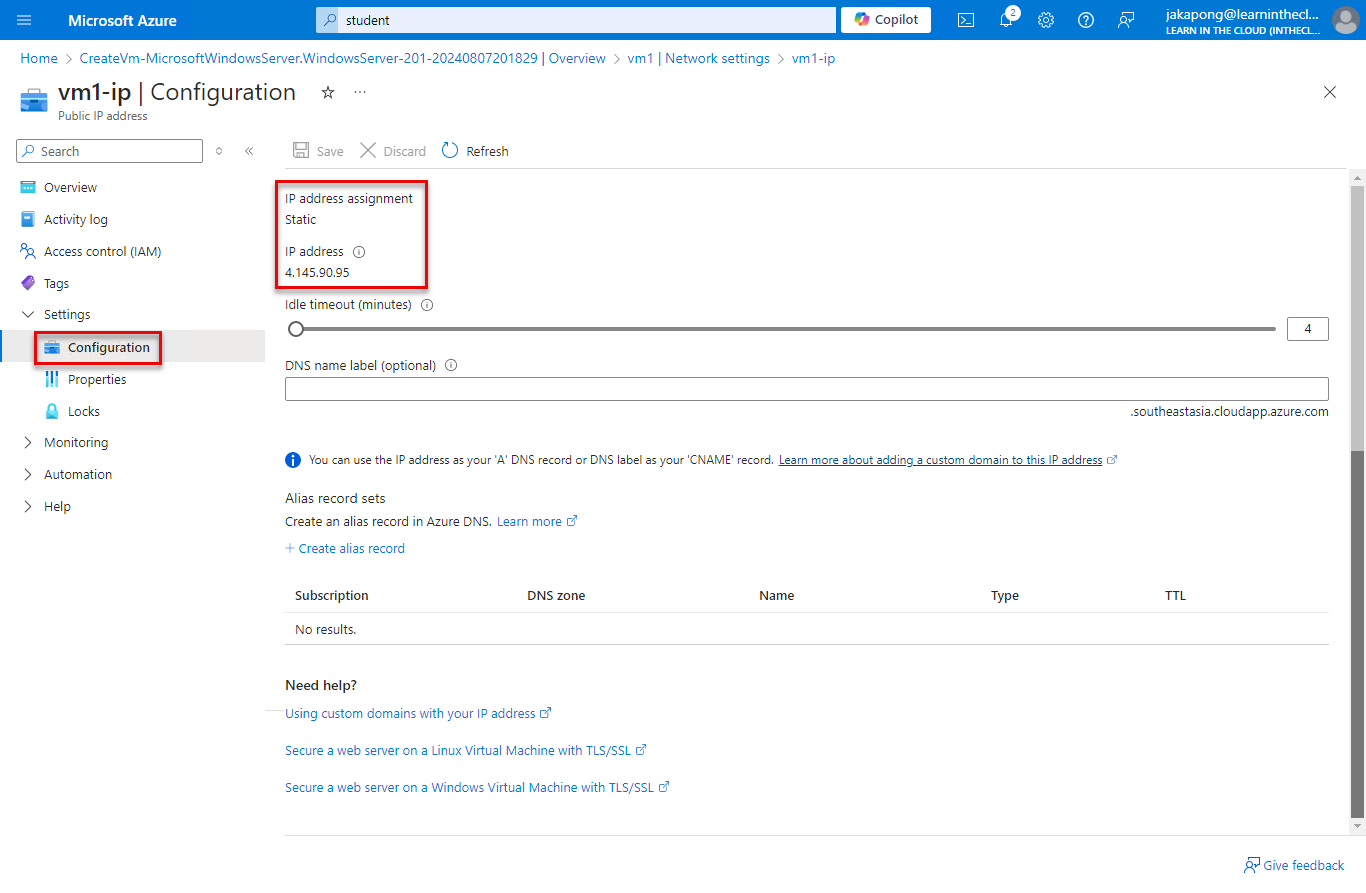 Microsoft Azure
student
Copilot
2
jakapong@learninthecl...
LEARN IN THE CLOUD (INTHECL...
Home > CreateVm-MicrosoftWindowsServer.WindowsServer-201-20240807201829 | Overview > vm1 | Network settings > vm1-ip
vm1-ip | Configuration
Public IP address
Search
Save
Discard
Refresh
Overview
Activity log
Access control (IAM)
Tags
Settings
Configuration
Properties
Locks
Monitoring
Automation
Help
IP address assignment
Static
IP address
4.145.90.95
Idle timeout (minutes)
4
DNS name label (optional)
.southeastasia.cloudapp.azure.com
You can use the IP address as your 'A' DNS record or DNS label as your 'CNAME' record. Learn more about adding a custom domain to this IP address
Alias record sets
Create an alias record in Azure DNS. Learn more
+ Create alias record
Subscription DNS zone Name Type TTL
No results.
Need help?
Using custom domains with your IP address
Secure a web server on a Linux Virtual Machine with TLS/SSL
Secure a web server on a Windows Virtual Machine with TLS/SSL
Give feedback